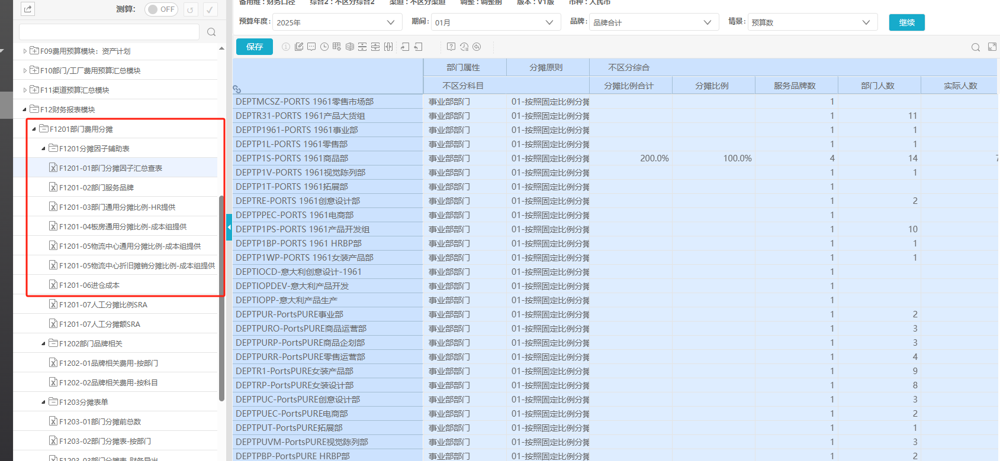 测算： OFF
F09费用预算模块：资产计划
F10部门/工厂费用预算汇总模块
F11渠道预算汇总模块
F12财务报表模块
F1201部门费用分摊
F1201分摊因子辅助表
F1201-01部门分摊因子汇总查表
F1201-02部门服务品牌
F1201-03部门通用分摊比例-HR提供
F1201-04板房通用分摊比例-成本组提供
F1201-05物流中心通用分摊比例-成本组提供
F1201-05物流中心折旧摊销分摊比例-成本组提供
F1201-06进仓成本
F1201-07人工分摊比例SRA
F1201-07人工分摊额SRA
F1202部门品牌相关
F1202-01品牌相关费用-按部门
F1202-02品牌相关费用-按科目
F1203分摊表单
F1203-01部门分摊前总数
F1203-02部门分摊表-按部门
F1203-03部门分摊表-财务导出
备用维：财务口径 综合2：不区分综合2 渠道：不区分渠道 调整：调整前 版本：V1版 币种：人民币
预算年度： 2025年 期间： 01月 品牌： 品牌合计 情景： 预算数 继续
保存
部门属性 分摊原则 不区分综合
不区分科目 分摊比例合计 分摊比例 服务品牌数 部门人数 实际人数
DEPTMCSZ-PORTS 1961零售市场部 事业部部门 01-按照固定比例分摊 1
DEPTR31-PORTS 1961产品大货组 事业部部门 01-按照固定比例分摊 1 11
DEPTP1961-PORTS 1961事业部 事业部部门 01-按照固定比例分摊 1 1
DEPTP1L-PORTS 1961零售部 事业部部门 01-按照固定比例分摊 1 1
DEPTP1S-PORTS 1961商品部 事业部部门 01-按照固定比例分摊 200.0% 100.0% 4 14 7
DEPTP1V-PORTS 1961视觉陈列部 事业部部门 01-按照固定比例分摊 1 1
DEPTP1T-PORTS 1961拓展部 事业部部门 01-按照固定比例分摊 1
DEPTRE-PORTS 1961创意设计部 事业部部门 01-按照固定比例分摊 1 2
DEPTPPEC-PORTS 1961电商部 事业部部门 01-按照固定比例分摊 1
DEPTP1PS-PORTS 1961产品开发组 事业部部门 01-按照固定比例分摊 1 10
DEPTP1BP-PORTS 1961 HRBP部 事业部部门 01-按照固定比例分摊 1 1
DEPTP1WP-PORTS 1961女装产品部 事业部部门 01-按照固定比例分摊 1 1
DEPTIOCD-意大利创意设计-1961 事业部部门 01-按照固定比例分摊 1
DEPTIOPDEV-意大利产品开发 事业部部门 01-按照固定比例分摊 1
DEPTIOPP-意大利产品生产 事业部部门 01-按照固定比例分摊 1
DEPTPUR-PortsPURE事业部 事业部部门 01-按照固定比例分摊 1 2
DEPTPURO-PortsPURE商品运营部 事业部部门 01-按照固定比例分摊 1 3
DEPTPURP-PortsPURE商品企划部 事业部部门 01-按照固定比例分摊 1 3
DEPTPURR-PortsPURE零售运营部 事业部部门 01-按照固定比例分摊 1 4
DEPTR1-PortsPURE女装产品部 事业部部门 01-按照固定比例分摊 1 9
DEPTRP-PortsPURE女装设计部 事业部部门 01-按照固定比例分摊 1 8
DEPTPUC-PortsPURE创意设计部 事业部部门 01-按照固定比例分摊 1 3
DEPTPUEC-PortsPURE电商部 事业部部门 01-按照固定比例分摊 1 2
DEPTPUT-PortsPURE拓展部 事业部部门 01-按照固定比例分摊 1 1
DEPTPUVM-PortsPURE视觉陈列部 事业部部门 01-按照固定比例分摊 1 3
DEPTPBP-PortsPURE HRBP部 事业部部门 01-按照固定比例分摊 1 2